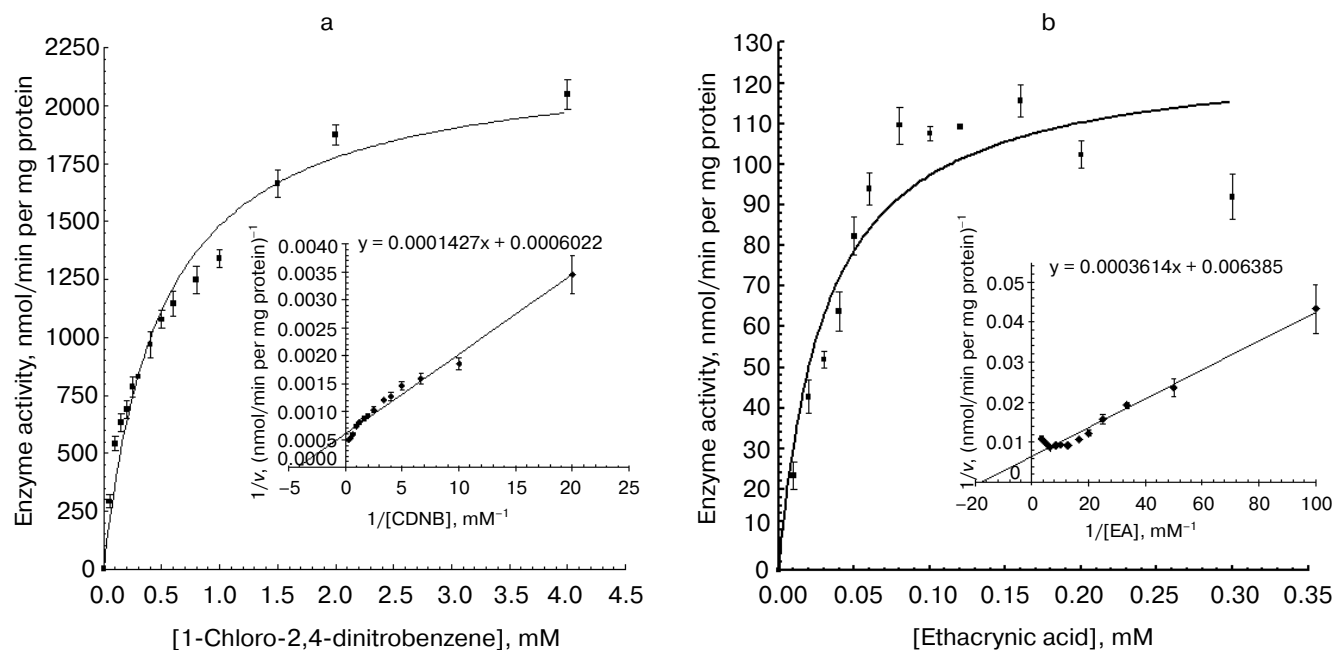 a
Enzyme activity, nmol/min per mg protein
2250
2000
1750
1500
1250
1000
750
500
250
0
0.0 0.5 1.0 1.5 2.0 2.5 3.0 3.5 4.0 4.5
[1-Chloro-2,4-dinitrobenzene], mM
y = 0.0001427x + 0.0006022
1/v, (nmol/min per mg protein)⁻¹
0.0040
0.0035
0.0030
0.0025
0.0020
0.0015
0.0010
0.0005
0.0000
−5 0 5 10 15 20 25
1/[CDNB], mM⁻¹
b
Enzyme activity, nmol/min per mg protein
130
120
110
100
90
80
70
60
50
40
30
20
10
0
0.00 0.05 0.10 0.15 0.20 0.25 0.30 0.35
[Ethacrynic acid], mM
y = 0.0003614x + 0.006385
1/v, (nmol/min per mg protein)⁻¹
0.05
0.04
0.03
0.02
0.01
0
−20 0 20 40 60 80 100
1/[EA], mM⁻¹